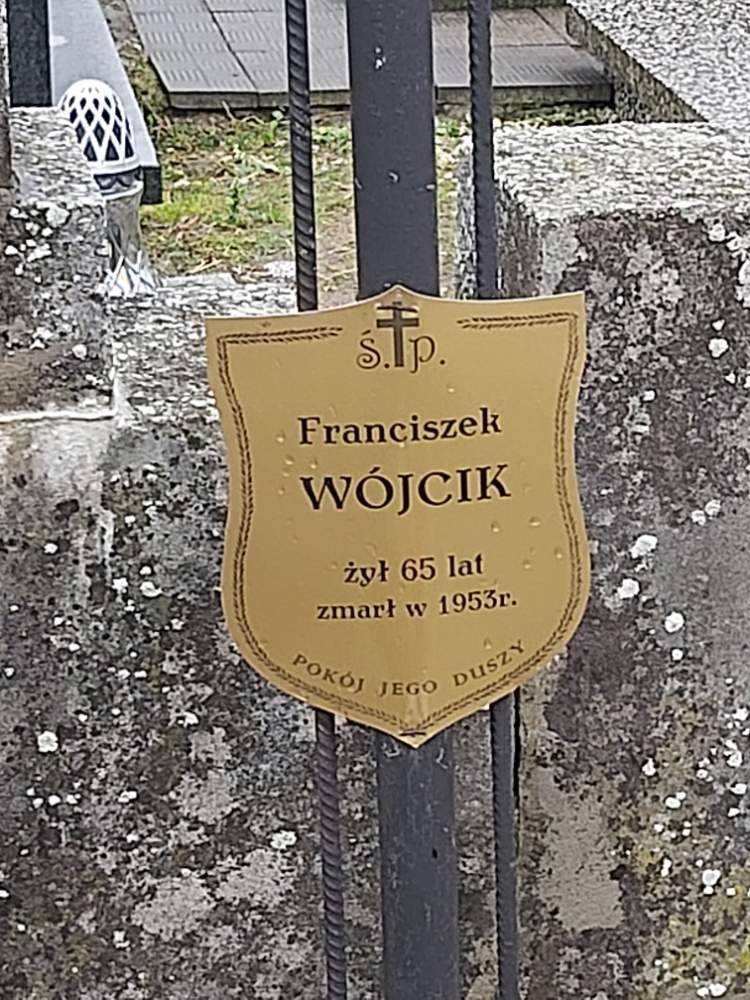 Ś.†P.
Franciszek
WÓJCIK
żył 65 lat
zmarł w 1953r.
POKÓJ JEGO DUSZY